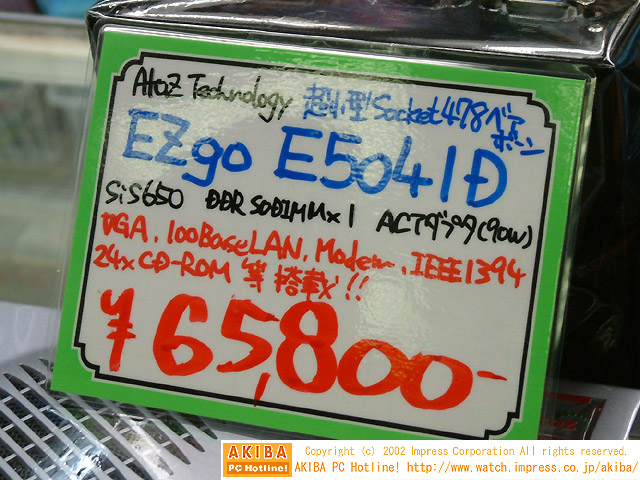 AtoZ Technology 超小型Socket478ベアボーン
EZgo E5041D
SiS650 DDR SODIMM×1 ACアダプタ(90W)
VGA, 100BaseLAN, Modem, IEEE1394
24xCD-ROM 等 搭載!!
¥65,800-
AKIBA
PC Hotline!
Copyright (c) 2002 Impress Corporation All rights reserved.
AKIBA PC Hotline! http://www.watch.impress.co.jp/akiba/